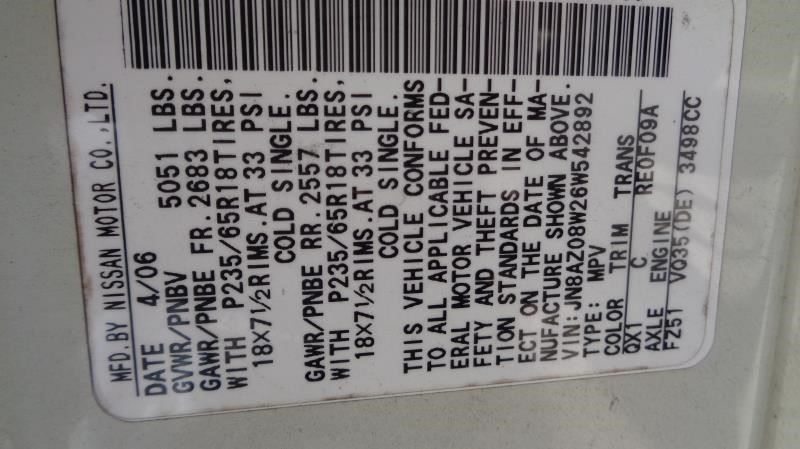 MFD.BY NISSAN MOTOR CO.,LTD.
DATE 4/06
GVWR/PNBV 5051 LBS.
GAWR/PNBE FR.2683 LBS.
WITH P235/65R18TIRES,
18X7½RIMS.AT 33 PSI
COLD SINGLE.
GAWR/PNBE RR.2557 LBS.
WITH P235/65R18TIRES,
18X7½RIMS.AT 33 PSI
COLD SINGLE.
THIS VEHICLE CONFORMS
TO ALL APPLICABLE FED-
ERAL MOTOR VEHICLE SA-
FETY AND THEFT PREVEN-
TION STANDARDS IN EFF-
ECT ON THE DATE OF MA-
NUFACTURE SHOWN ABOVE.
VIN:JN8AZ08W26W542892
TYPE: MPV
COLOR TRIM TRANS
QX1 C RE0F09A
AXLE ENGINE
FZ51 VQ35(DE) 3498CC